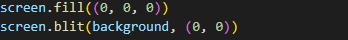 screen.fill((0, 0, 0))
screen.blit(background, (0, 0))